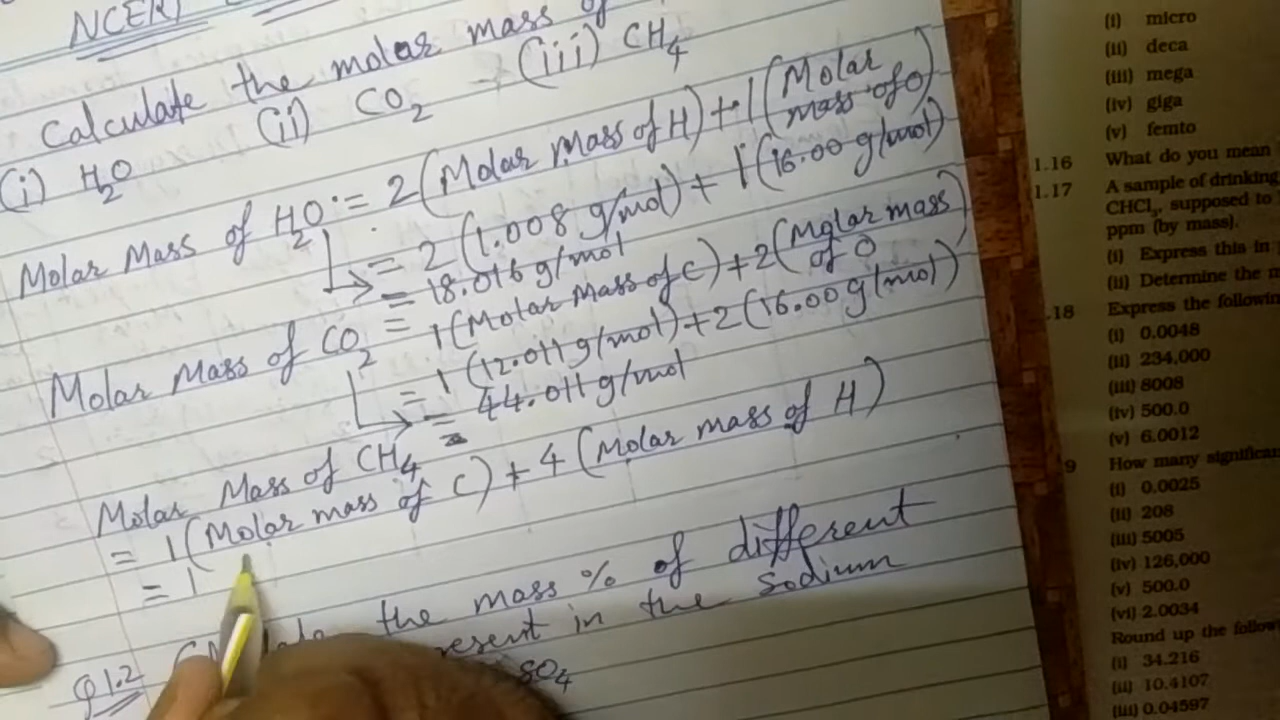 NCERT
Calculate the molar mass of
(i) H2O (ii) CO2 (iii) CH4
Molar Mass of H2O = 2(Molar Mass of H) + 1(Molar mass of O)
= 2(1.008 g/mol) + 1(16.00 g/mol)
= 18.016 g/mol
Molar Mass of CO2 = 1(Molar Mass of C) + 2(Molar mass of O
= 1(12.011 g/mol) + 2(16.00 g/mol)
= 44.011 g/mol
Molar Mass of CH4
= 1(Molar mass of C) + 4(Molar mass of H)
= 1
Q1.2 the mass % of different
in the sodium
SO4
(i) micro
(ii) deca
(iii) mega
(iv) giga
(v) femto
1.16 What do you mean
1.17 A sample of drinking
CHCl3, supposed to
ppm (by mass).
(i) Express this in
(ii) Determine the m
.18 Express the followin
(i) 0.0048
(ii) 234,000
(iii) 8008
(iv) 500.0
(v) 6.0012
9 How many significa
(i) 0.0025
(ii) 208
(iii) 5005
(iv) 126,000
(v) 500.0
(vi) 2.0034
Round up the follow
(i) 34.216
(ii) 10.4107
(iii) 0.04597